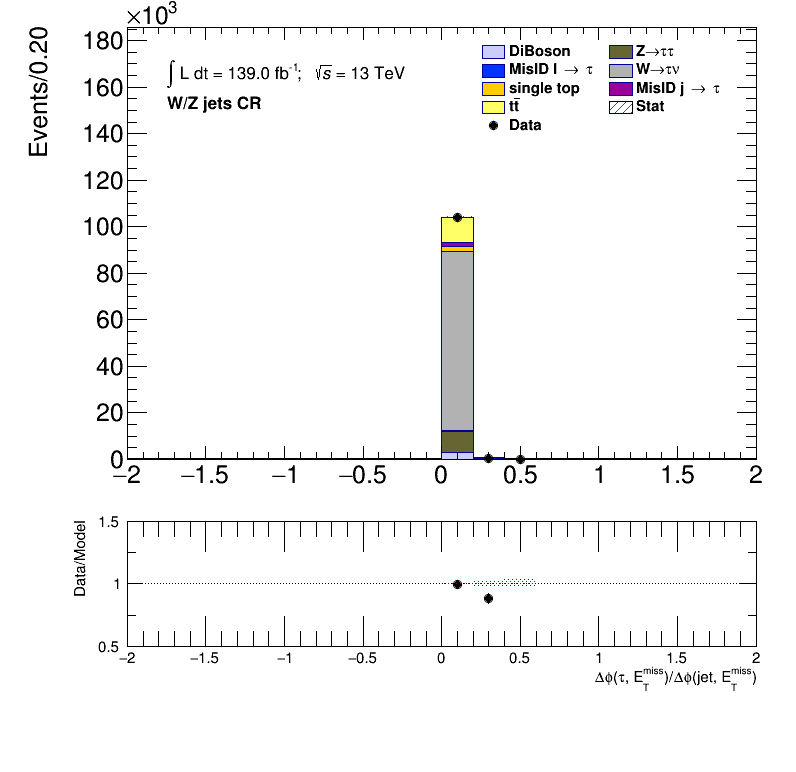 ×10³
Events/0.20
180
160
140
120
100
80
60
40
20
0
∫ L dt = 139.0 fb⁻¹; √s = 13 TeV
W/Z jets CR
DiBoson
MisID l → τ
single top
tt̄
Data
Z→ττ
W→τν
MisID j → τ
Stat
−2 −1.5 −1 −0.5 0 0.5 1 1.5 2
Data/Model
1.5
1
0.5
−2 −1.5 −1 −0.5 0 0.5 1 1.5 2
Δϕ(τ, E_T^miss)/Δϕ(jet, E_T^miss)